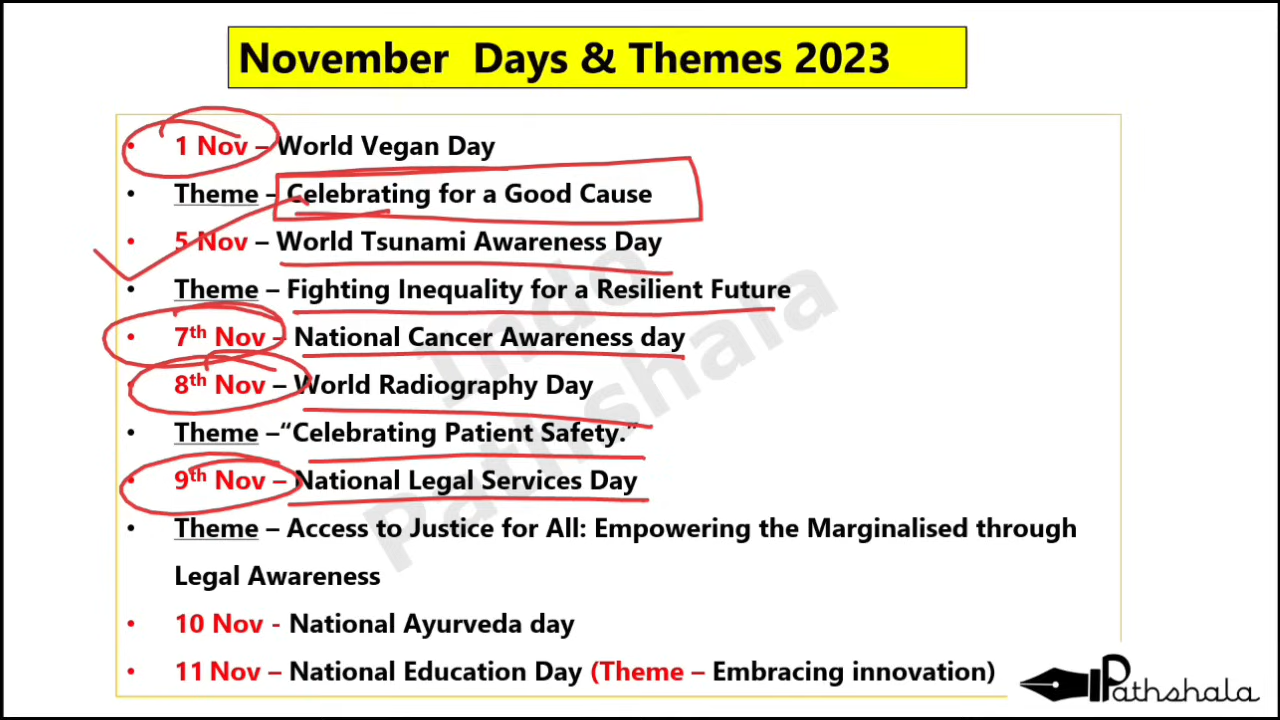 November Days & Themes 2023
• 1 Nov – World Vegan Day
• Theme – Celebrating for a Good Cause
• 5 Nov – World Tsunami Awareness Day
• Theme – Fighting Inequality for a Resilient Future
• 7th Nov – National Cancer Awareness day
• 8th Nov – World Radiography Day
• Theme –“Celebrating Patient Safety.”
• 9th Nov – National Legal Services Day
• Theme – Access to Justice for All: Empowering the Marginalised through
Legal Awareness
• 10 Nov - National Ayurveda day
• 11 Nov – National Education Day (Theme – Embracing innovation)
Indo
Pathshala
Pathshala